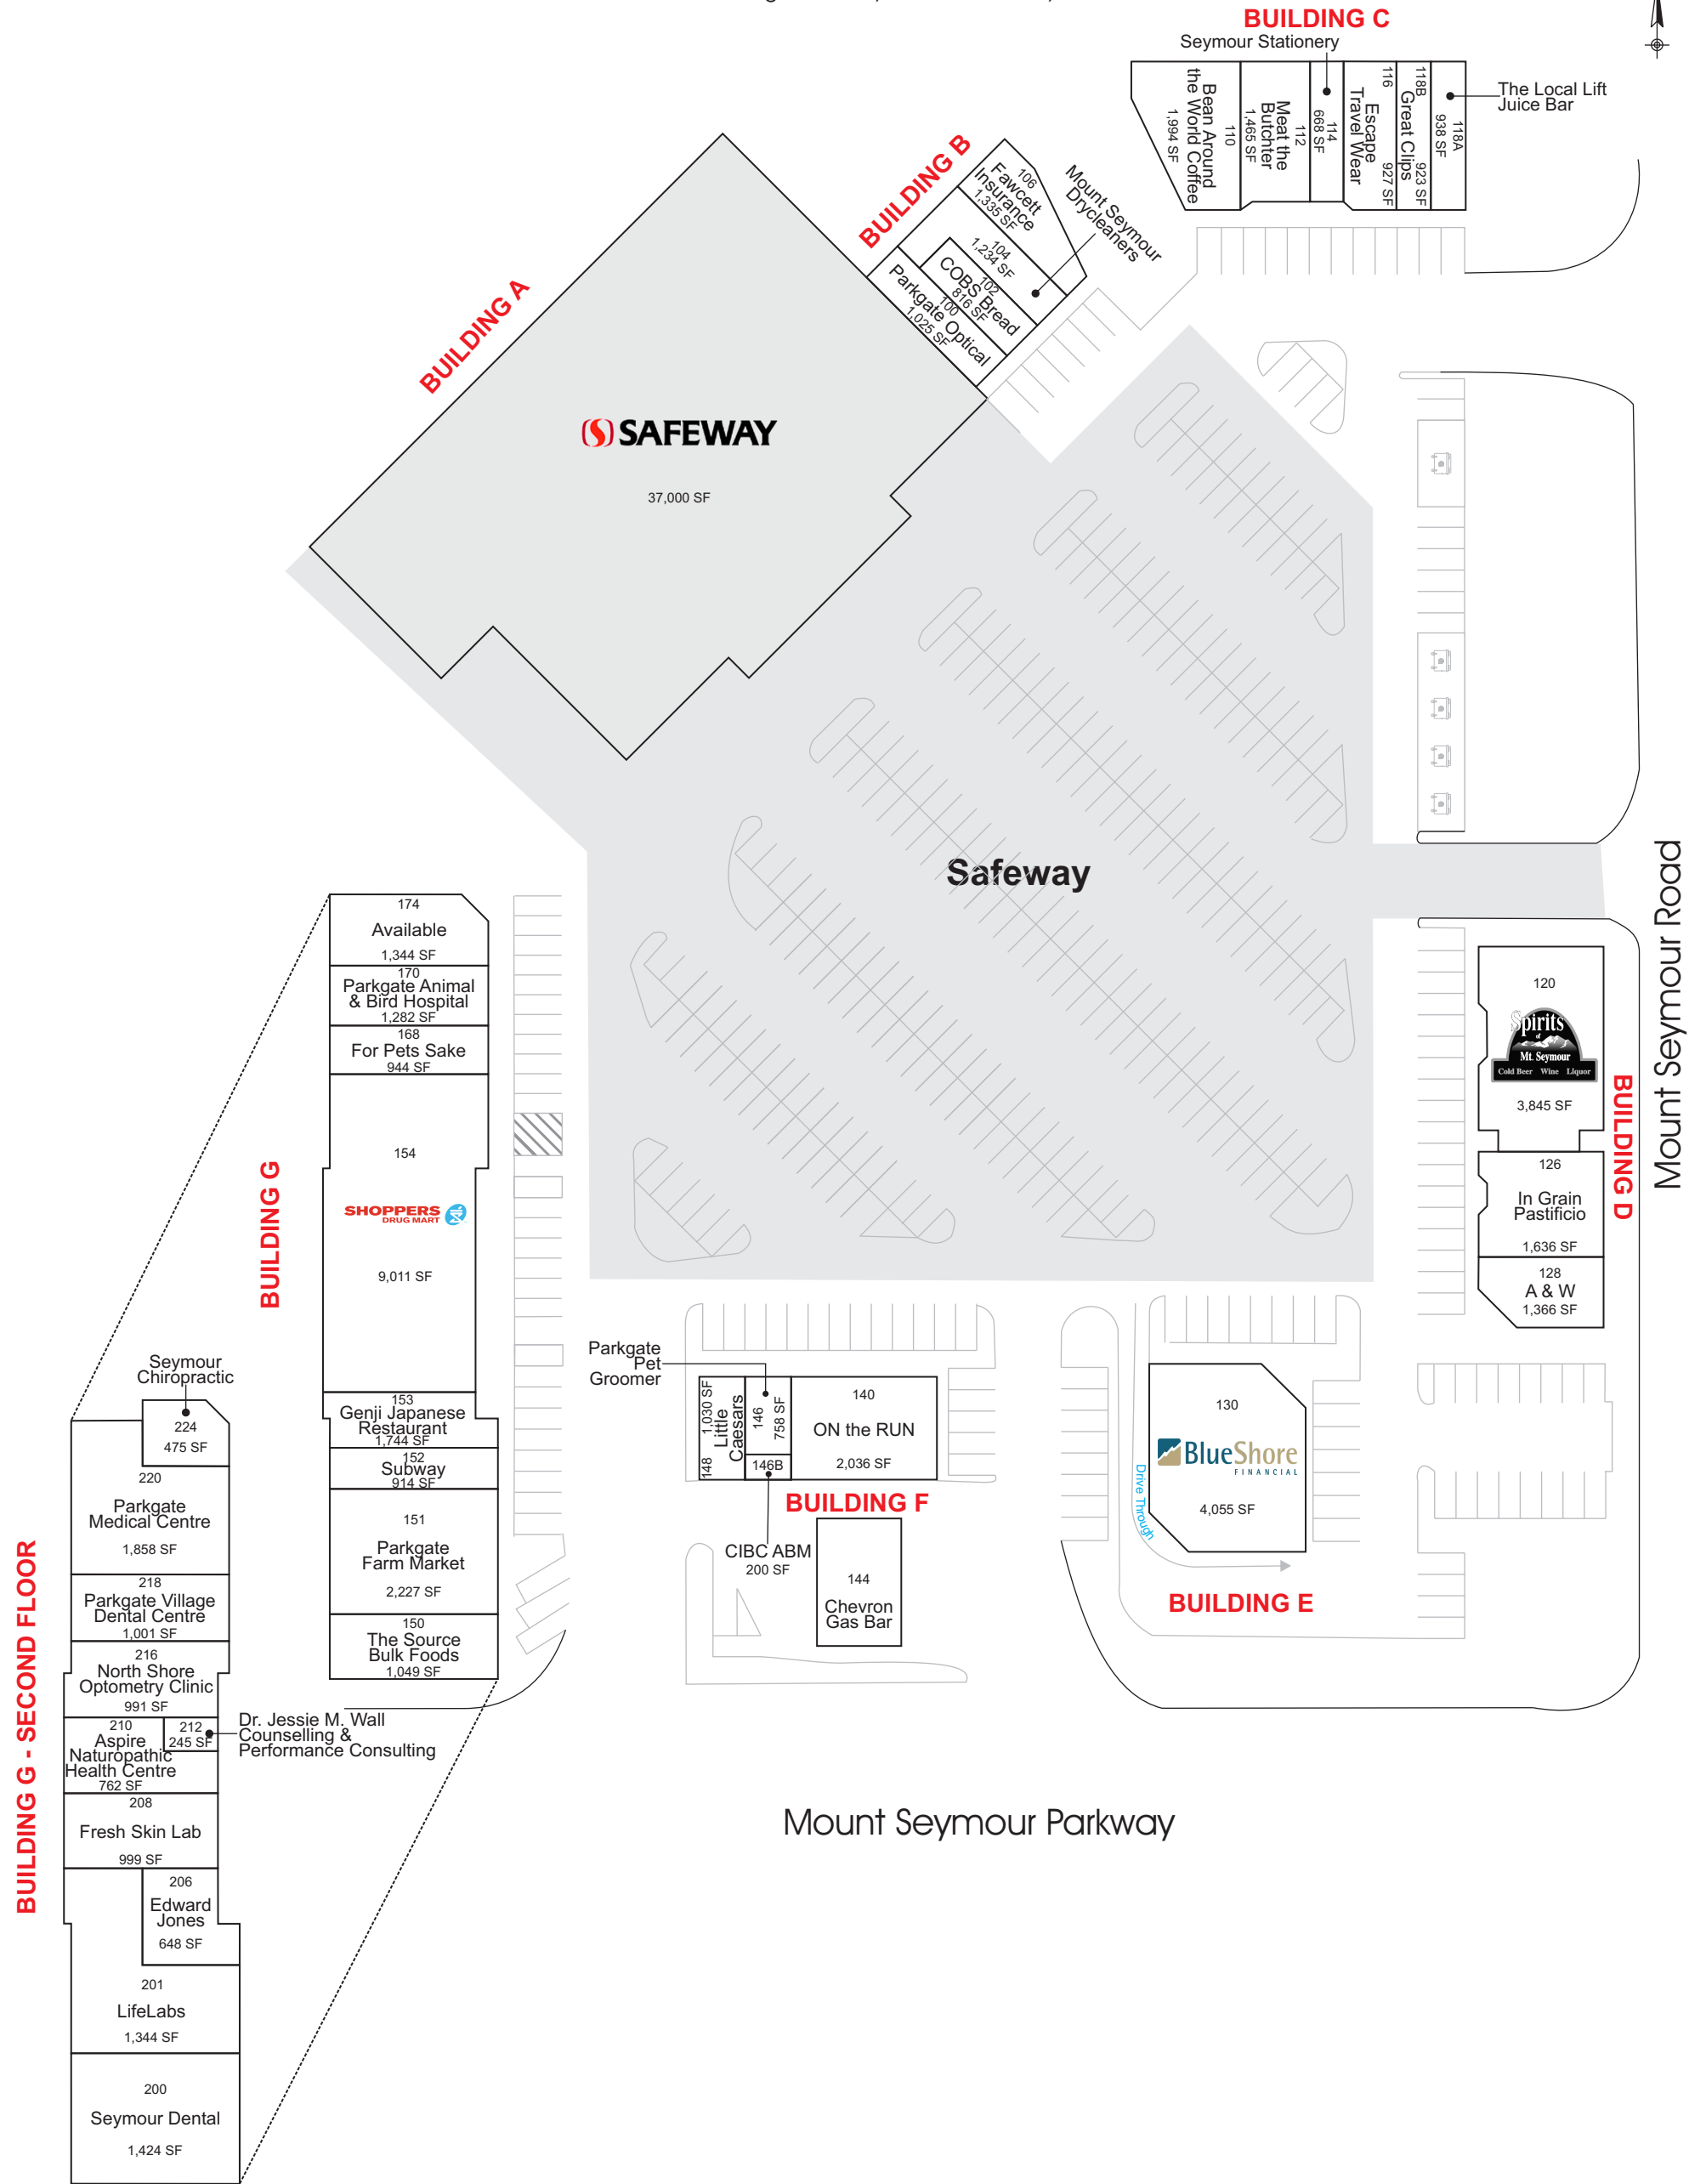 BUILDING C
Seymour Stationery
The Local Lift
Juice Bar
110
Bean Around
the World Coffee
1,994 SF
112
Meat the
Butchter
1,465 SF
114
668 SF
116
Escape
Travel Wear
927 SF
118B
Great Clips
923 SF
118A
938 SF
BUILDING B
106
Fawcett
Insurance
1,335 SF
Mount Seymour
Drycleaners
104
1,234 SF
102
COBS Bread
816 SF
100
Parkgate Optical
1,025 SF
BUILDING A
SAFEWAY
37,000 SF
Safeway
Mount Seymour Road
BUILDING D
120
Spirits
of
Mt. Seymour
Cold Beer Wine Liquor
3,845 SF
126
In Grain
Pastificio
1,636 SF
128
A & W
1,366 SF
BUILDING G
174
Available
1,344 SF
170
Parkgate Animal
& Bird Hospital
1,282 SF
168
For Pets Sake
944 SF
154
SHOPPERS
DRUG MART
9,011 SF
153
Genji Japanese
Restaurant
1,744 SF
152
Subway
914 SF
151
Parkgate
Farm Market
2,227 SF
150
The Source
Bulk Foods
1,049 SF
Parkgate
Pet
Groomer
148
Little
Caesars
1,030 SF
146
758 SF
146B
140
ON the RUN
2,036 SF
BUILDING F
CIBC ABM
200 SF
144
Chevron
Gas Bar
130
BlueShore
FINANCIAL
4,055 SF
Drive Through
BUILDING E
BUILDING G - SECOND FLOOR
Seymour
Chiropractic
224
475 SF
220
Parkgate
Medical Centre
1,858 SF
218
Parkgate Village
Dental Centre
1,001 SF
216
North Shore
Optometry Clinic
991 SF
210
Aspire
Naturopathic
Health Centre
762 SF
212
245 SF
Dr. Jessie M. Wall
Counselling &
Performance Consulting
208
Fresh Skin Lab
999 SF
206
Edward
Jones
648 SF
201
LifeLabs
1,344 SF
200
Seymour Dental
1,424 SF
Mount Seymour Parkway